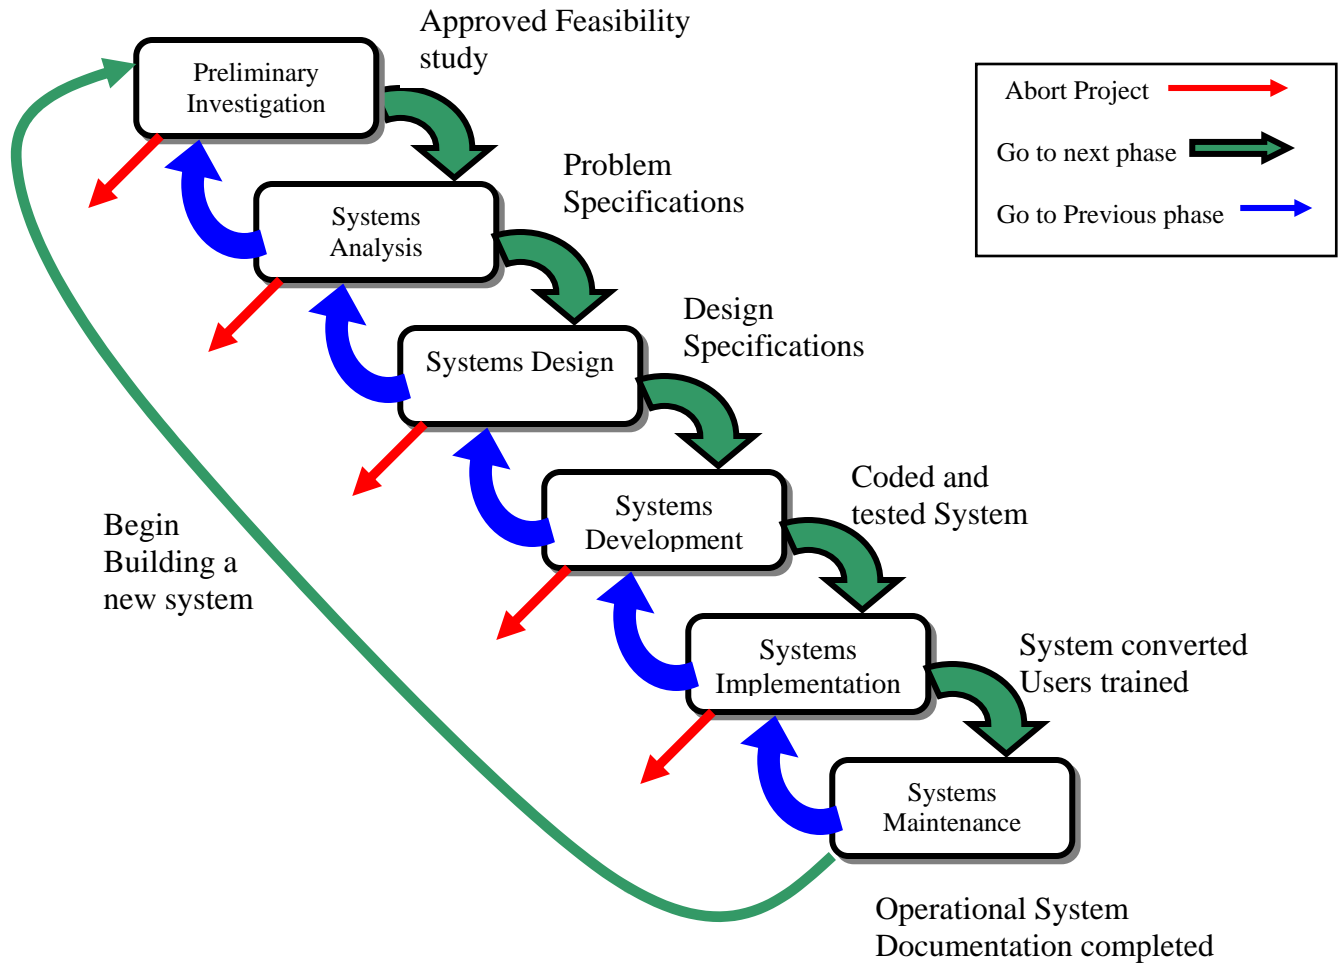 Approved Feasibility
study
Preliminary
Investigation
Abort Project
Go to next phase
Go to Previous phase
Problem
Specifications
Systems
Analysis
Design
Specifications
Systems Design
Coded and
tested System
Systems
Development
Begin
Building a
new system
System converted
Users trained
Systems
Implementation
Systems
Maintenance
Operational System
Documentation completed